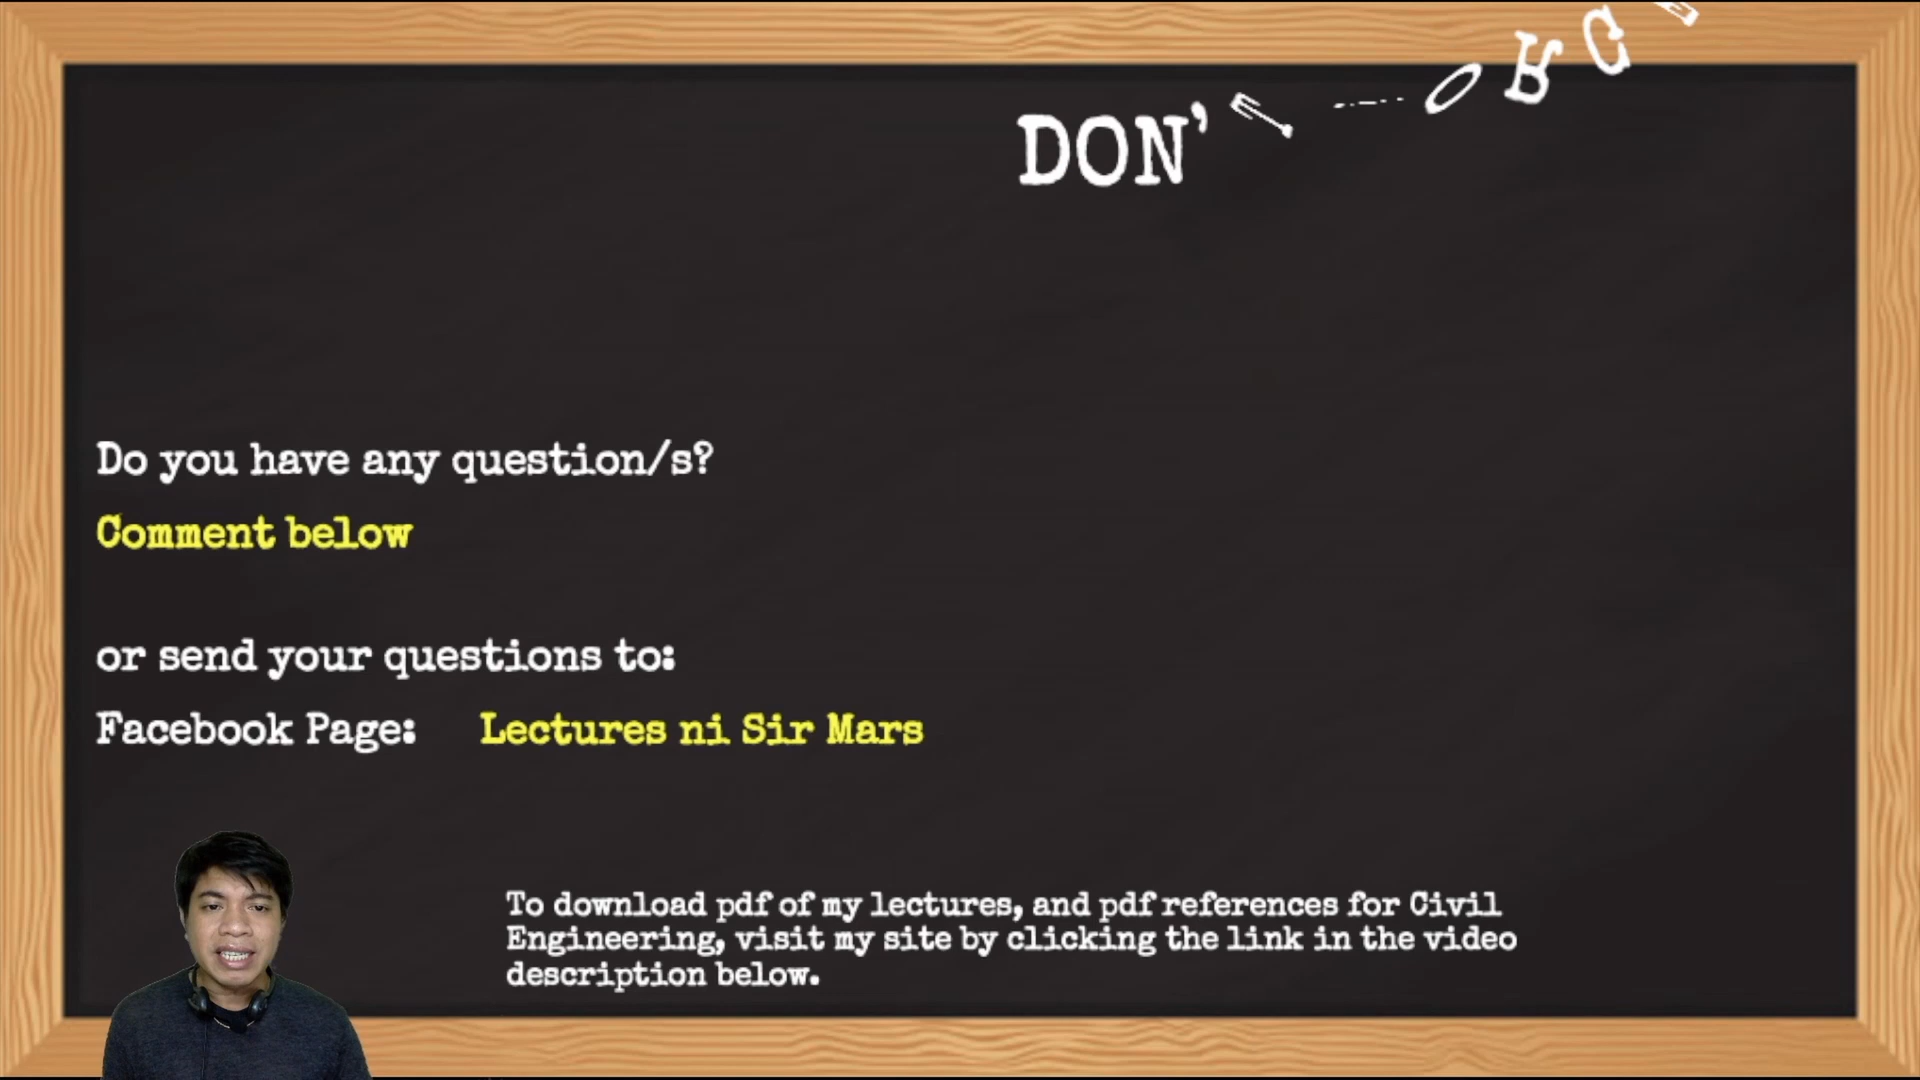 DON'
Do you have any question/s?
Comment below
or send your questions to:
Facebook Page: Lectures ni Sir Mars
To download pdf of my lectures, and pdf references for Civil
Engineering, visit my site by clicking the link in the video
description below.